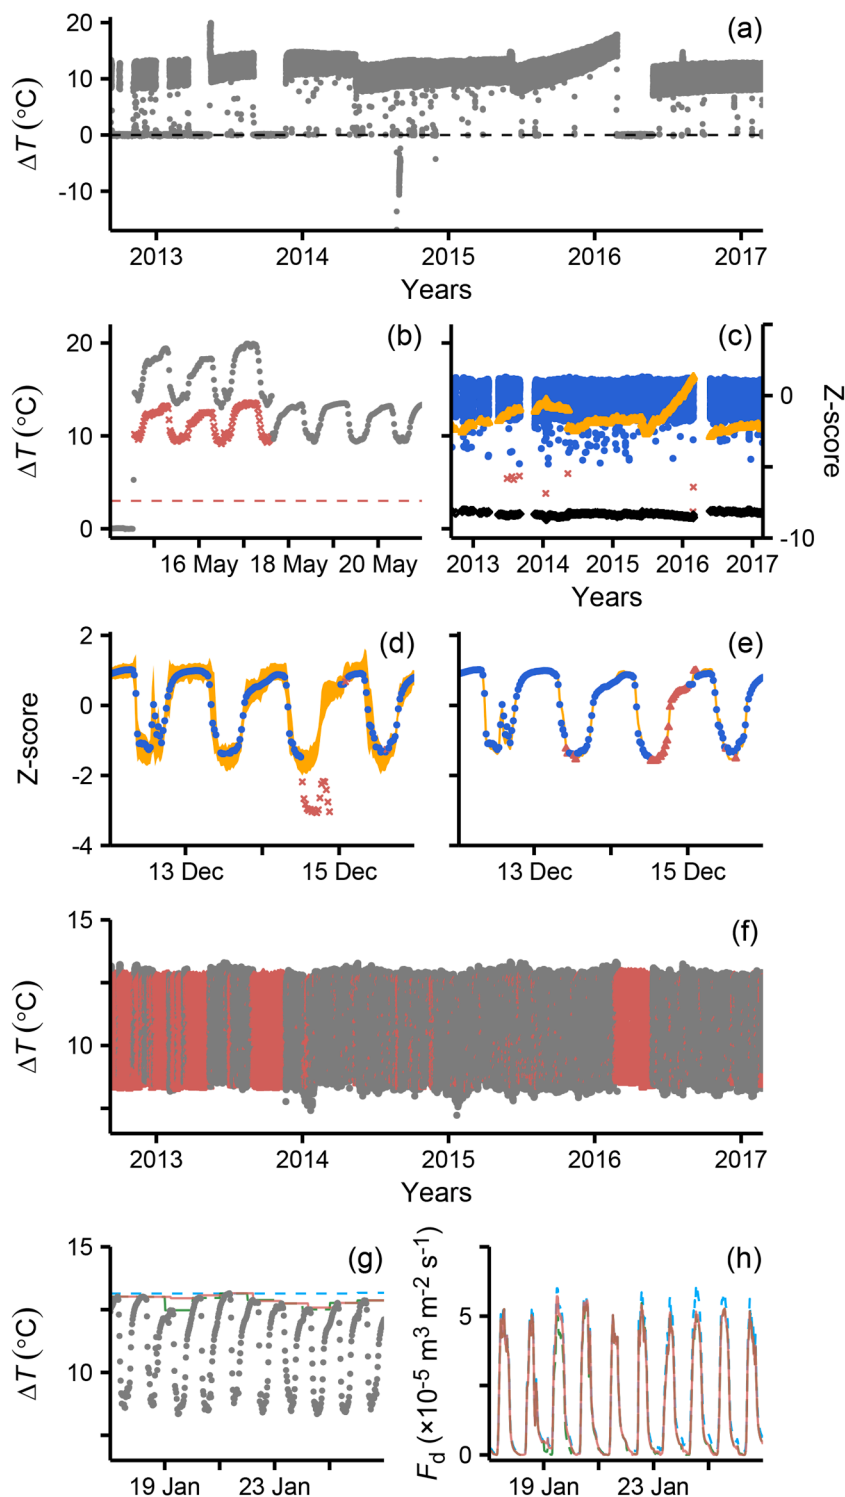 (a)
20
10
0
-10
ΔT (°C)
2013 2014 2015 2016 2017
Years
(b)
20
10
0
ΔT (°C)
16 May 18 May 20 May
(c)
0
-10
Z-score
2013 2014 2015 2016 2017
Years
(d)
2
0
-2
-4
Z-score
13 Dec 15 Dec
(e)
13 Dec 15 Dec
(f)
15
10
ΔT (°C)
2013 2014 2015 2016 2017
Years
(g)
15
10
ΔT (°C)
19 Jan 23 Jan
(h)
5
0
Fd (×10-5 m3 m-2 s-1)
19 Jan 23 Jan